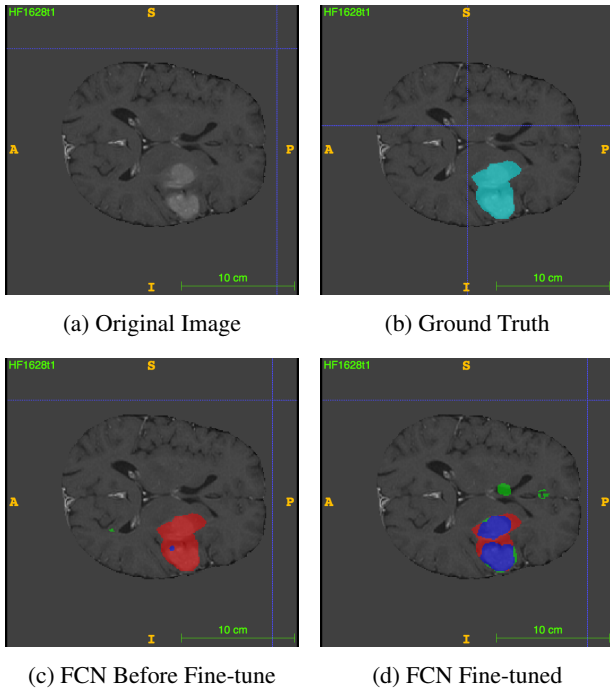 HF1628t1
S
HF1628t1
S
A
P
A
P
10 cm
I
10 cm
I
(a) Original Image
(b) Ground Truth
HF1628t1
S
HF1628t1
S
A
P
A
P
10 cm
I
10 cm
I
(c) FCN Before Fine-tune
(d) FCN Fine-tuned